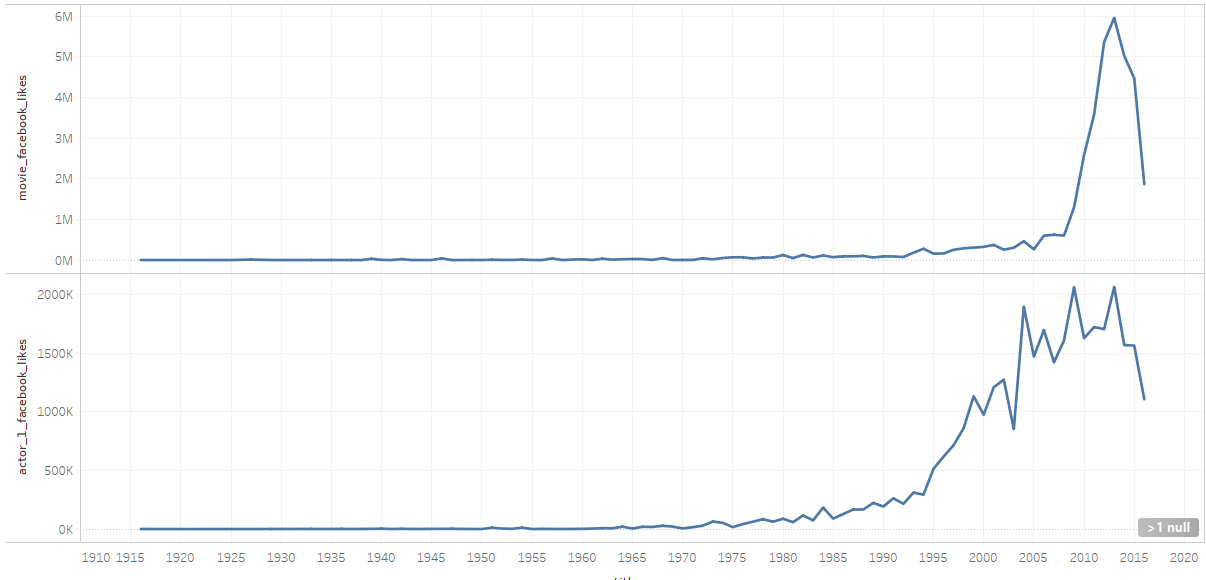 movie_facebook_likes
6M
5M
4M
3M
2M
1M
0M
actor_1_facebook_likes
2000K
1500K
1000K
500K
0K
>1 null
1910 1915 1920 1925 1930 1935 1940 1945 1950 1955 1960 1965 1970 1975 1980 1985 1990 1995 2000 2005 2010 2015 2020